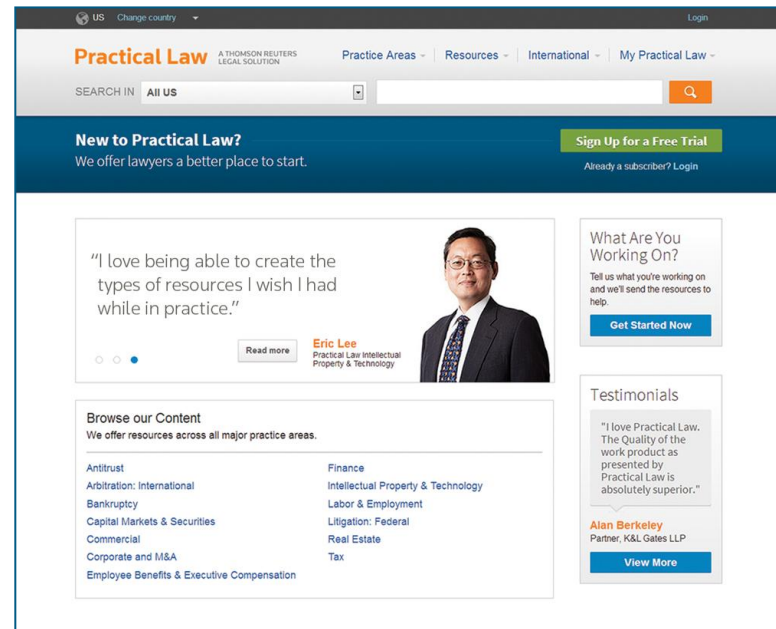 US Change country Login
Practical Law A THOMSON REUTERS
LEGAL SOLUTION
Practice Areas Resources International My Practical Law
SEARCH IN All US
New to Practical Law?
We offer lawyers a better place to start.
Sign Up for a Free Trial
Already a subscriber? Login
“I love being able to create the
types of resources I wish I had
while in practice.”
Read more
Eric Lee
Practical Law Intellectual
Property & Technology
What Are You
Working On?
Tell us what you're working on
and we'll send the resources to
help.
Get Started Now
Browse our Content
We offer resources across all major practice areas.
Antitrust
Arbitration: International
Bankruptcy
Capital Markets & Securities
Commercial
Corporate and M&A
Employee Benefits & Executive Compensation
Finance
Intellectual Property & Technology
Labor & Employment
Litigation: Federal
Real Estate
Tax
Testimonials
"I love Practical Law.
The Quality of the
work product as
presented by
Practical Law is
absolutely superior."
Alan Berkeley
Partner, K&L Gates LLP
View More